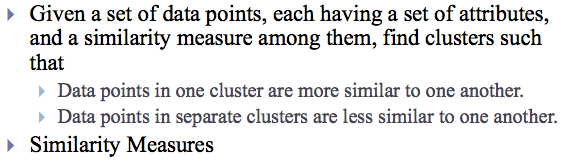 Given a set of data points, each having a set of attributes,
and a similarity measure among them, find clusters such
that
Data points in one cluster are more similar to one another.
Data points in separate clusters are less similar to one another.
Similarity Measures